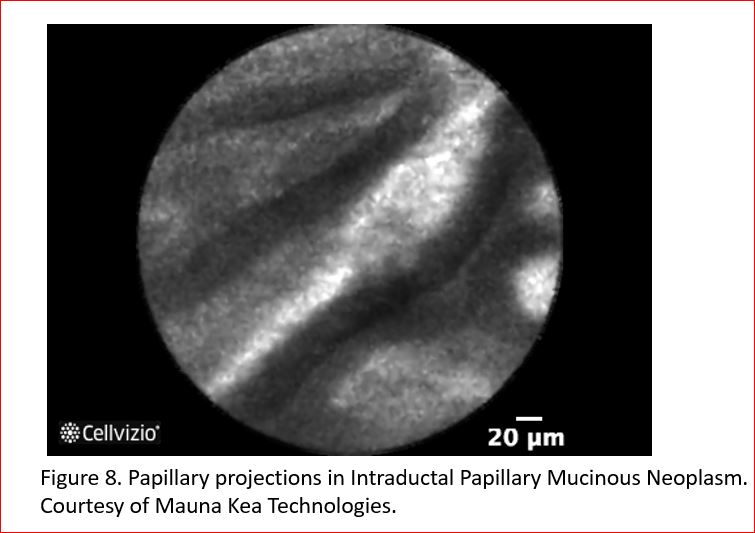 Cellvizio
20 µm
Figure 8. Papillary projections in Intraductal Papillary Mucinous Neoplasm.
Courtesy of Mauna Kea Technologies.